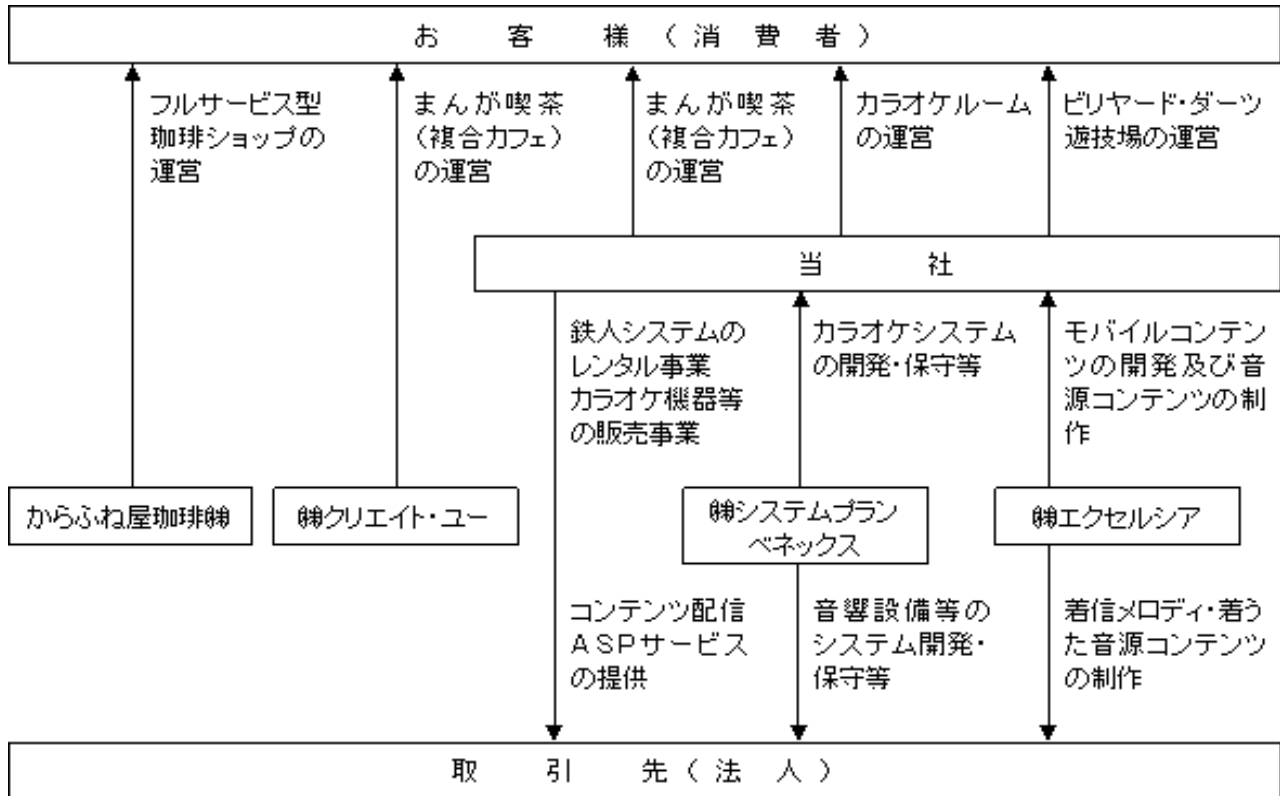 お客様（消費者）
フルサービス型
珈琲ショップの
運営
まんが喫茶
（複合カフェ）
の運営
まんが喫茶
（複合カフェ）
の運営
カラオケルーム
の運営
ビリヤード・ダーツ
遊技場の運営
当社
鉄人システムの
レンタル事業
カラオケ機器等
の販売事業
カラオケシステム
の開発・保守等
モバイルコンテン
ツの開発及び音
源コンテンツの制
作
からふね屋珈琲㈱
㈱クリエイト・ユー
㈱システムプラン
ベネックス
㈱エクセルシア
コンテンツ配信
ＡＳＰサービス
の提供
音響設備等の
システム開発・
保守等
着信メロディ・着う
た音源コンテンツ
の制作
取引先（法人）